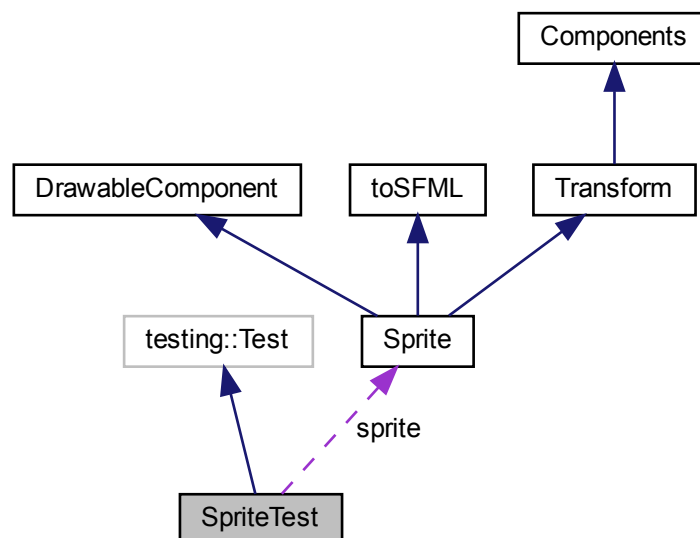 Components
DrawableComponent
toSFML
Transform
testing::Test
Sprite
sprite
SpriteTest